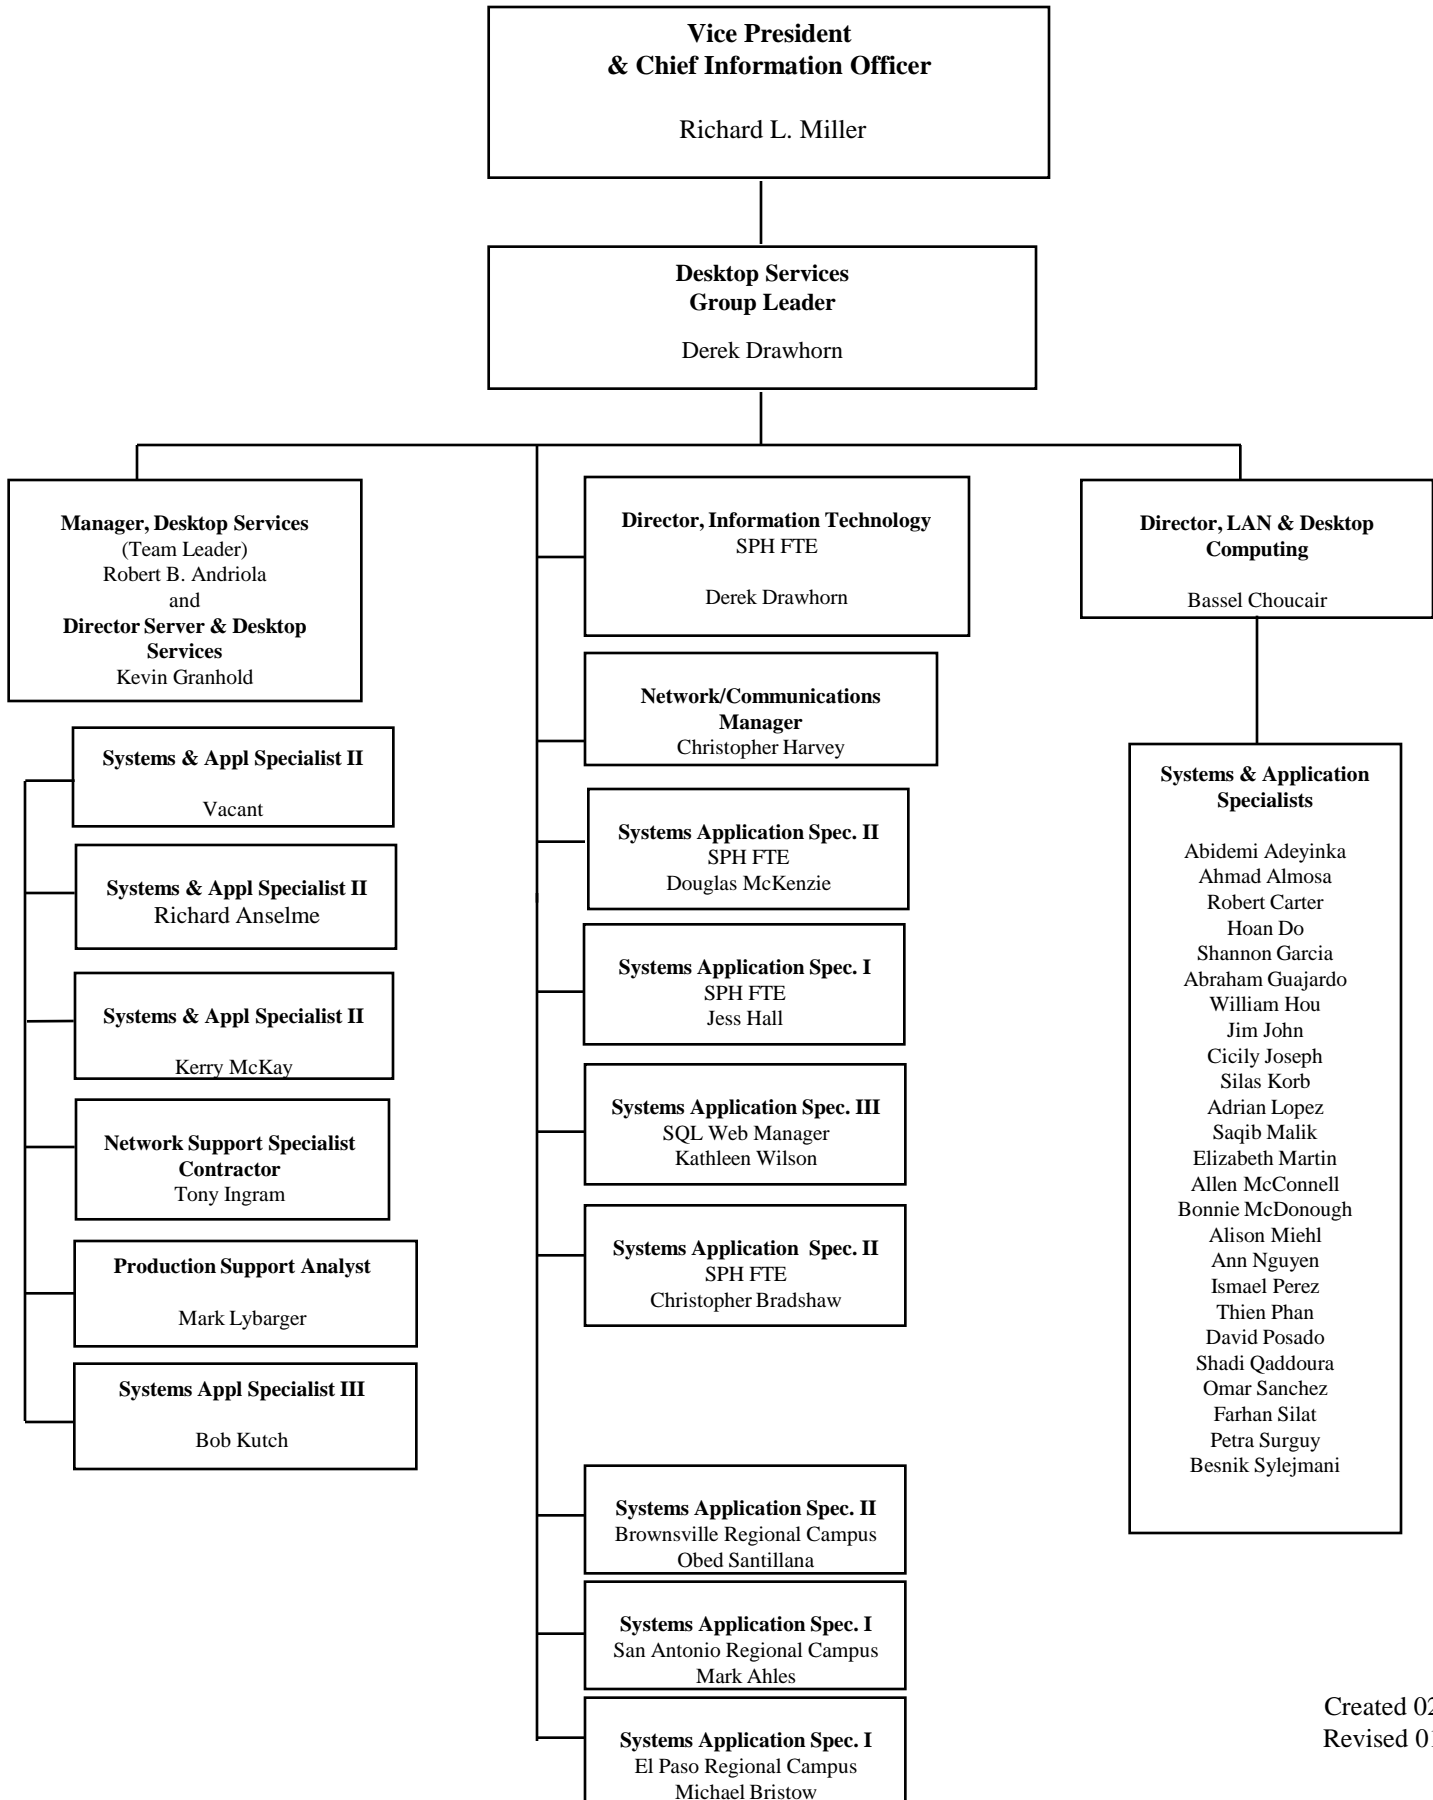 Vice President
& Chief Information Officer
Richard L. Miller
Desktop Services
Group Leader
Derek Drawhorn
Manager, Desktop Services
(Team Leader)
Robert B. Andriola
and
Director Server & Desktop
Services
Kevin Granhold
Systems & Appl Specialist II
Vacant
Systems & Appl Specialist II
Richard Anselme
Systems & Appl Specialist II
Kerry McKay
Network Support Specialist
Contractor
Tony Ingram
Production Support Analyst
Mark Lybarger
Systems Appl Specialist III
Bob Kutch
Director, Information Technology
SPH FTE
Derek Drawhorn
Network/Communications
Manager
Christopher Harvey
Systems Application Spec. II
SPH FTE
Douglas McKenzie
Systems Application Spec. I
SPH FTE
Jess Hall
Systems Application Spec. III
SQL Web Manager
Kathleen Wilson
Systems Application Spec. II
SPH FTE
Christopher Bradshaw
Systems Application Spec. II
Brownsville Regional Campus
Obed Santillana
Systems Application Spec. I
San Antonio Regional Campus
Mark Ahles
Systems Application Spec. I
El Paso Regional Campus
Michael Bristow
Director, LAN & Desktop
Computing
Bassel Choucair
Systems & Application
Specialists
Abidemi Adeyinka
Ahmad Almosa
Robert Carter
Hoan Do
Shannon Garcia
Abraham Guajardo
William Hou
Jim John
Cicily Joseph
Silas Korb
Adrian Lopez
Saqib Malik
Elizabeth Martin
Allen McConnell
Bonnie McDonough
Alison Miehl
Ann Nguyen
Ismael Perez
Thien Phan
David Posado
Shadi Qaddoura
Omar Sanchez
Farhan Silat
Petra Surguy
Besnik Sylejmani
Created 02
Revised 01